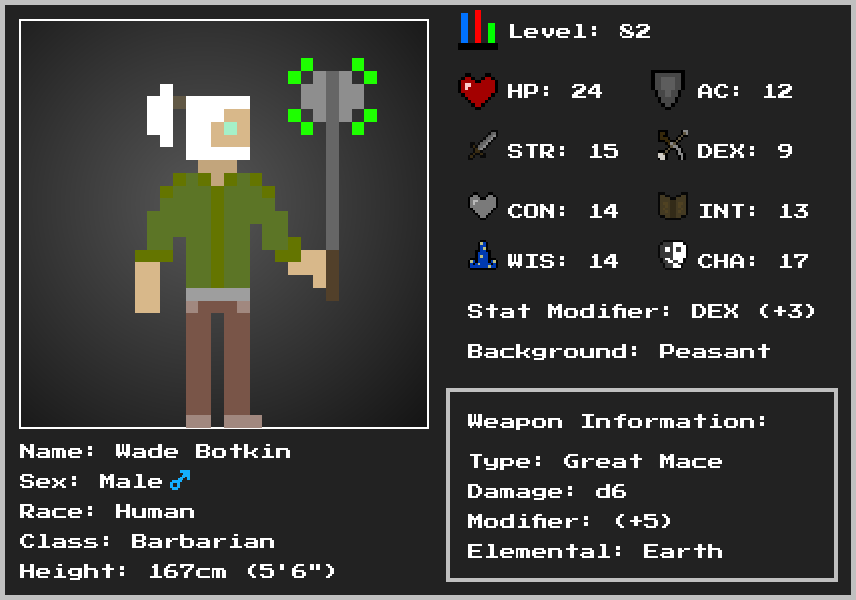 Level: 82
HP: 24 AC: 12
STR: 15 DEX: 9
CON: 14 INT: 13
WIS: 14 CHA: 17
Stat Modifier: DEX (+3)
Background: Peasant
Weapon Information:
Type: Great Mace
Damage: d6
Modifier: (+5)
Elemental: Earth
Name: Wade Botkin
Sex: Male ♂
Race: Human
Class: Barbarian
Height: 167cm (5'6")